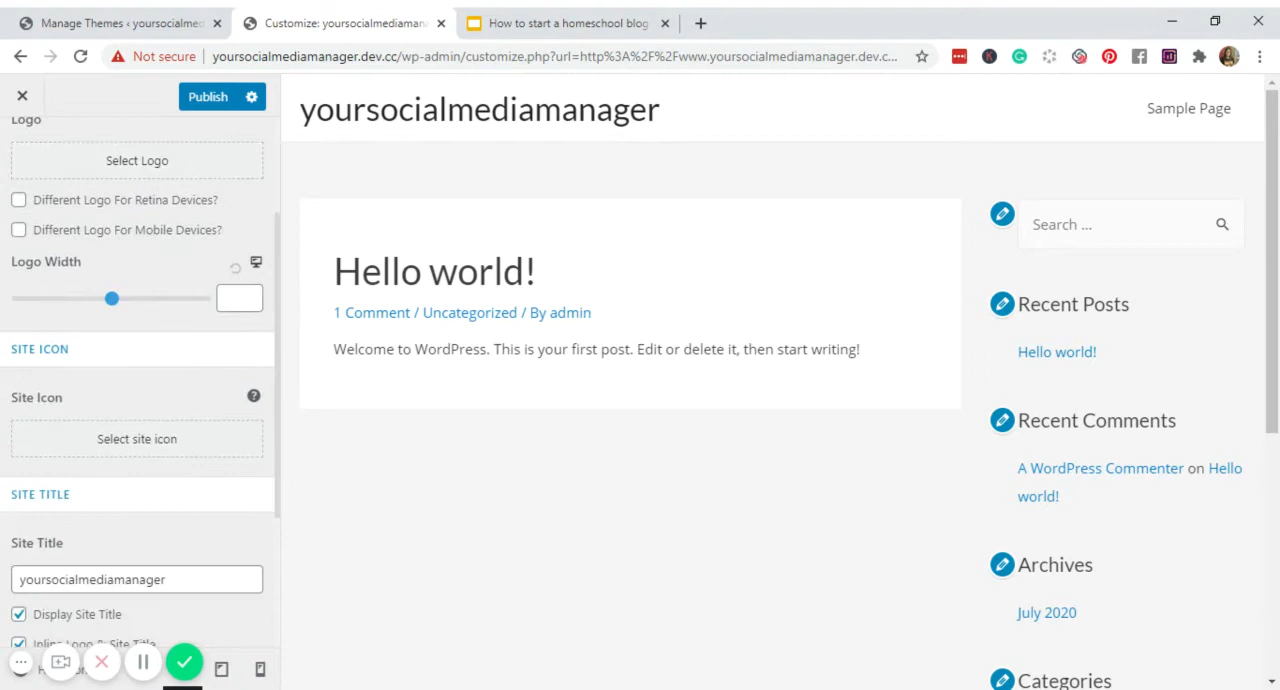 Manage Themes ‹ yoursocialmed
Customize: yoursocialmediaman
How to start a homeschool blog
Not secure
yoursocialmediamanager.dev.cc/wp-admin/customize.php?url=http%3A%2F%2Fwww.yoursocialmediamanager.dev.c...
Publish
Logo
Select Logo
Different Logo For Retina Devices?
Different Logo For Mobile Devices?
Logo Width
SITE ICON
Site Icon
Select site icon
SITE TITLE
Site Title
yoursocialmediamanager
Display Site Title
Inline Logo & Site Title
yoursocialmediamanager
Sample Page
Hello world!
1 Comment / Uncategorized / By admin
Welcome to WordPress. This is your first post. Edit or delete it, then start writing!
Search ...
Recent Posts
Hello world!
Recent Comments
A WordPress Commenter on Hello
world!
Archives
July 2020
Categories